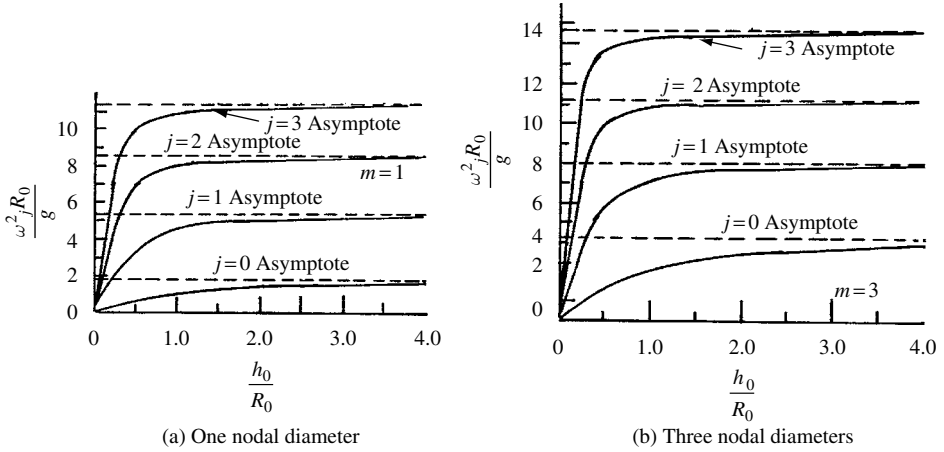 10
8
6
4
2
0
ω²ⱼR₀
g
j=3 Asymptote
j=2 Asymptote
m=1
j=1 Asymptote
j=0 Asymptote
0 1.0 2.0 3.0 4.0
h₀
R₀
(a) One nodal diameter
14
12
10
8
6
4
2
0
ω²ⱼR₀
g
j=3 Asymptote
j=2 Asymptote
j=1 Asymptote
j=0 Asymptote
m=3
0 1.0 2.0 3.0 4.0
h₀
R₀
(b) Three nodal diameters